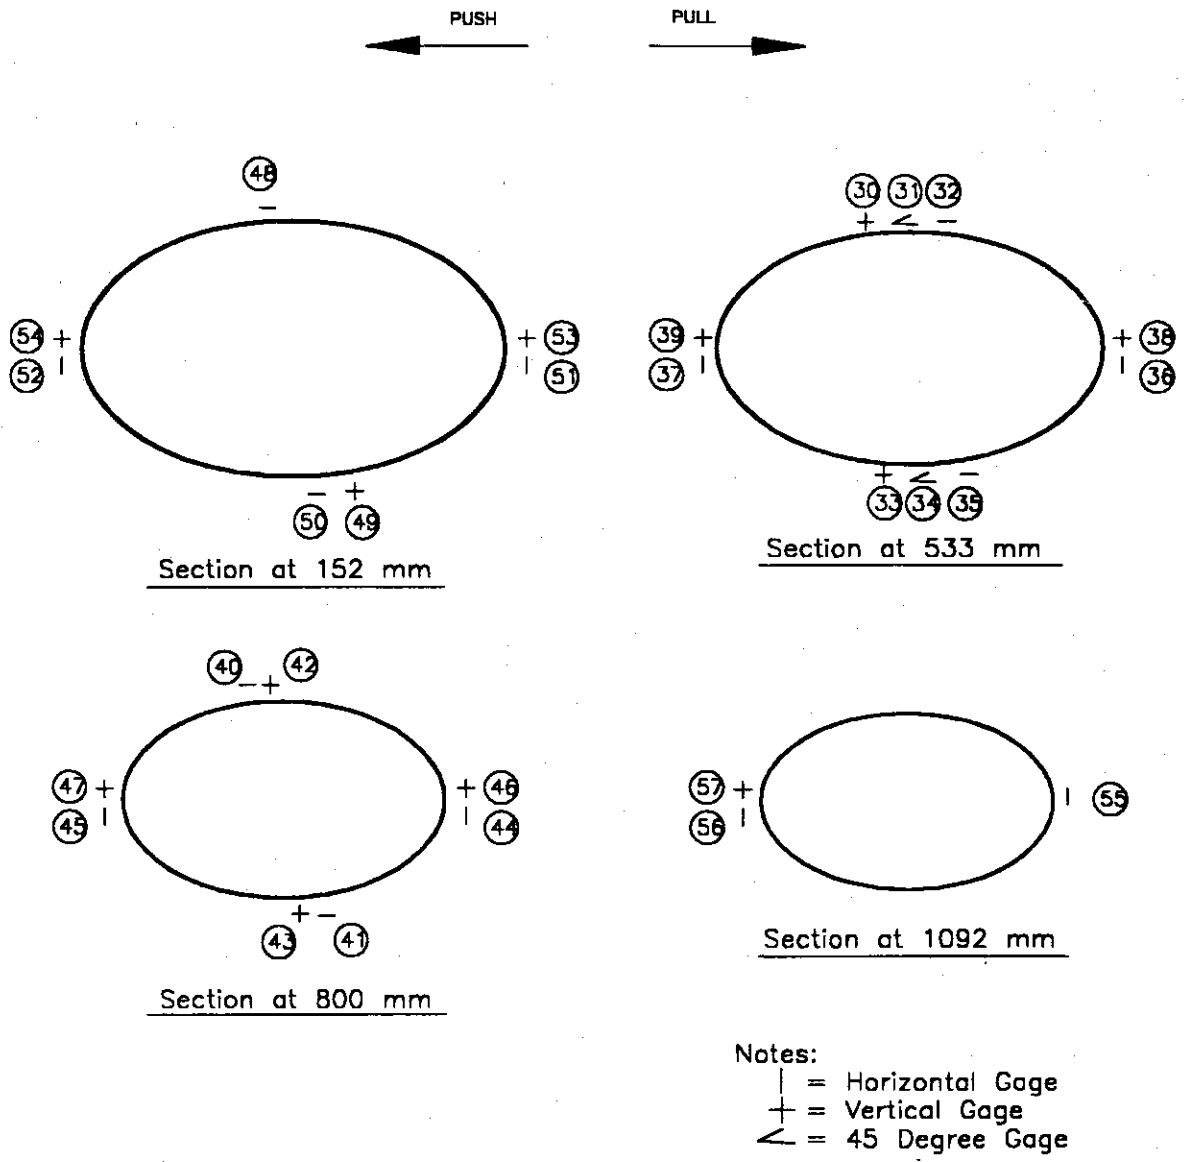 PUSH PULL
48
30 31 32
54 53 39 38
52 51 37 36
50 49 33 34 35
Section at 152 mm
Section at 533 mm
40 42
47 46 57 55
45 44 56
43 41
Section at 1092 mm
Section at 800 mm
Notes:
| = Horizontal Gage
+ = Vertical Gage
∠ = 45 Degree Gage